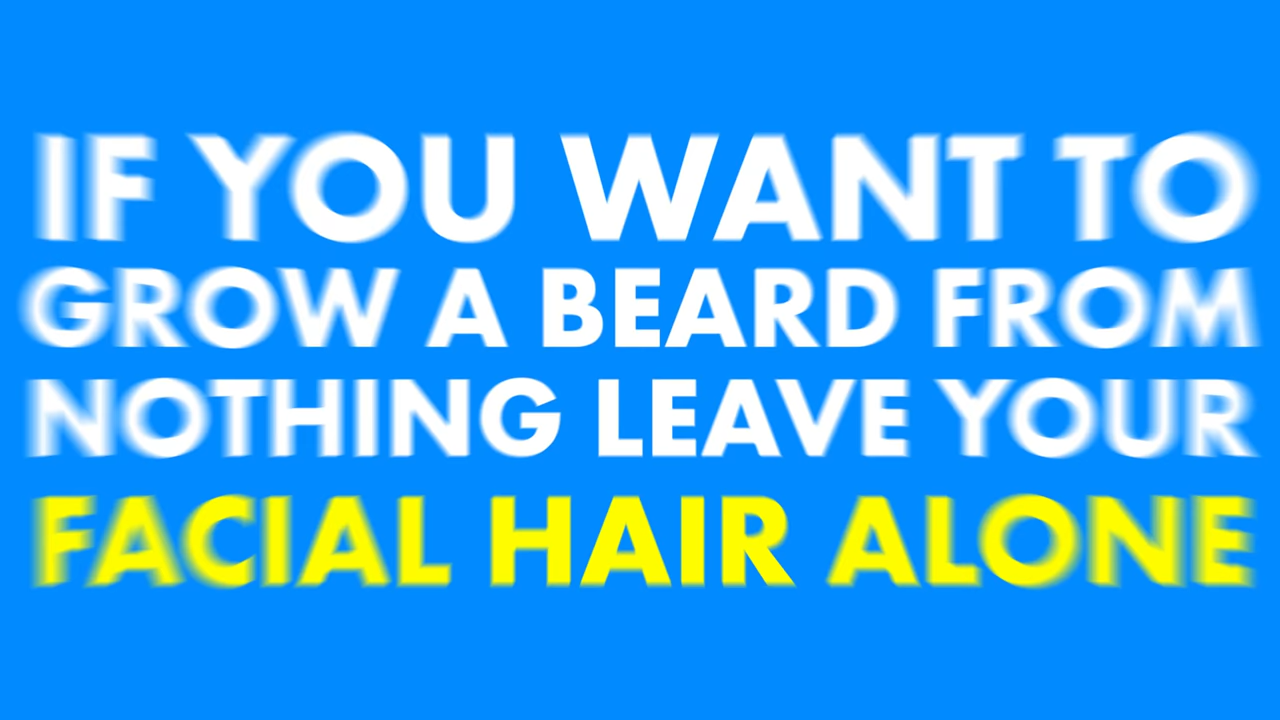 IF YOU WANT TO
GROW A BEARD FROM
NOTHING LEAVE YOUR
FACIAL HAIR ALONE